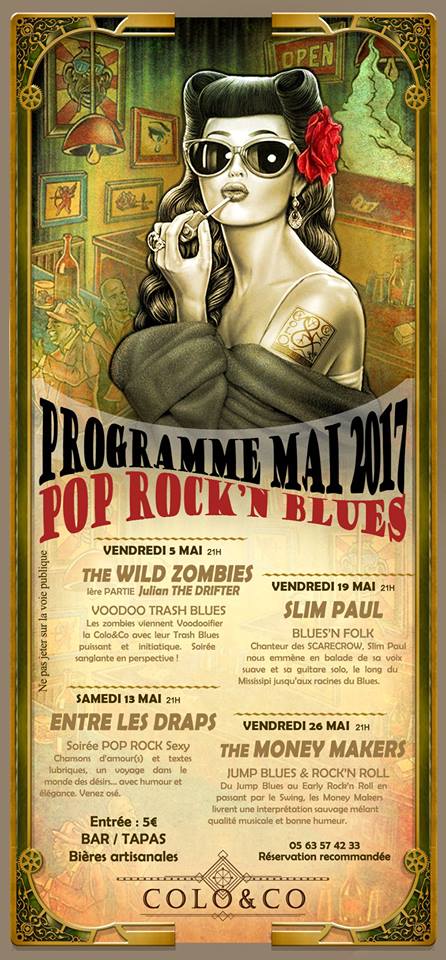 OPEN
PROGRAMME MAI 2017
POP ROCK'N BLUES
Ne pas jeter sur la voie publique
VENDREDI 5 MAI 21H
THE WILD ZOMBIES
1ère PARTIE Julian THE DRIFTER
VOODOO TRASH BLUES
Les zombies viennent Voodooifier
la Colo&Co avec leur Trash Blues
puissant et initiatique. Soirée
sanglante en perspective !
SAMEDI 13 MAI 21H
ENTRE LES DRAPS
Soirée POP ROCK Sexy
Chansons d'amour(s) et textes
lubriques, un voyage dans le
monde des désirs... avec humour et
élégance. Venez osé.
VENDREDI 19 MAI 21H
SLIM PAUL
BLUES'N FOLK
Chanteur des SCARECROW, Slim Paul
nous emmène en balade de sa voix
suave et sa guitare solo, le long du
Mississipi jusqu'aux racines du Blues.
VENDREDI 26 MAI 21H
THE MONEY MAKERS
JUMP BLUES & ROCK'N ROLL
Du Jump Blues au Early Rock'n Roll en
passant par le Swing, les Money Makers
livrent une interprétation sauvage mêlant
qualité musicale et bonne humeur.
Entrée : 5€
BAR / TAPAS
Bières artisanales
05 63 57 42 33
Réservation recommandée
COLO&CO